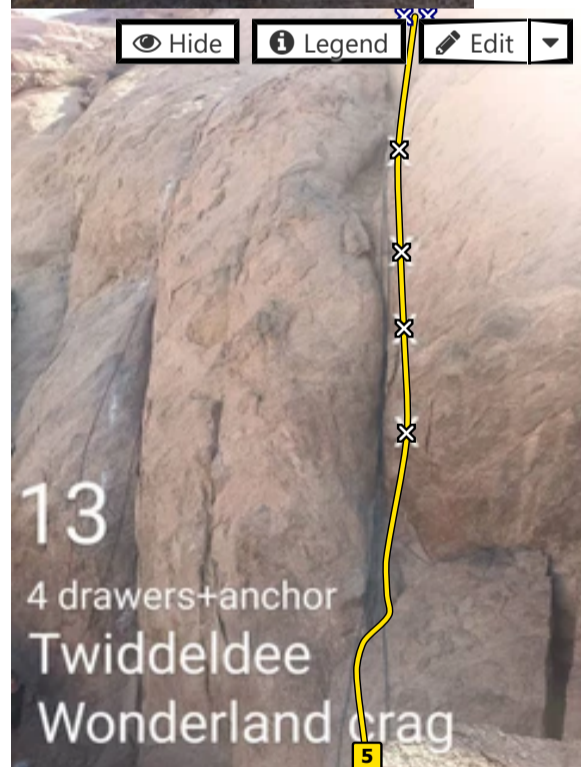 Hide Legend Edit
13
4 drawers+anchor
Twiddeldee
Wonderland crag
5